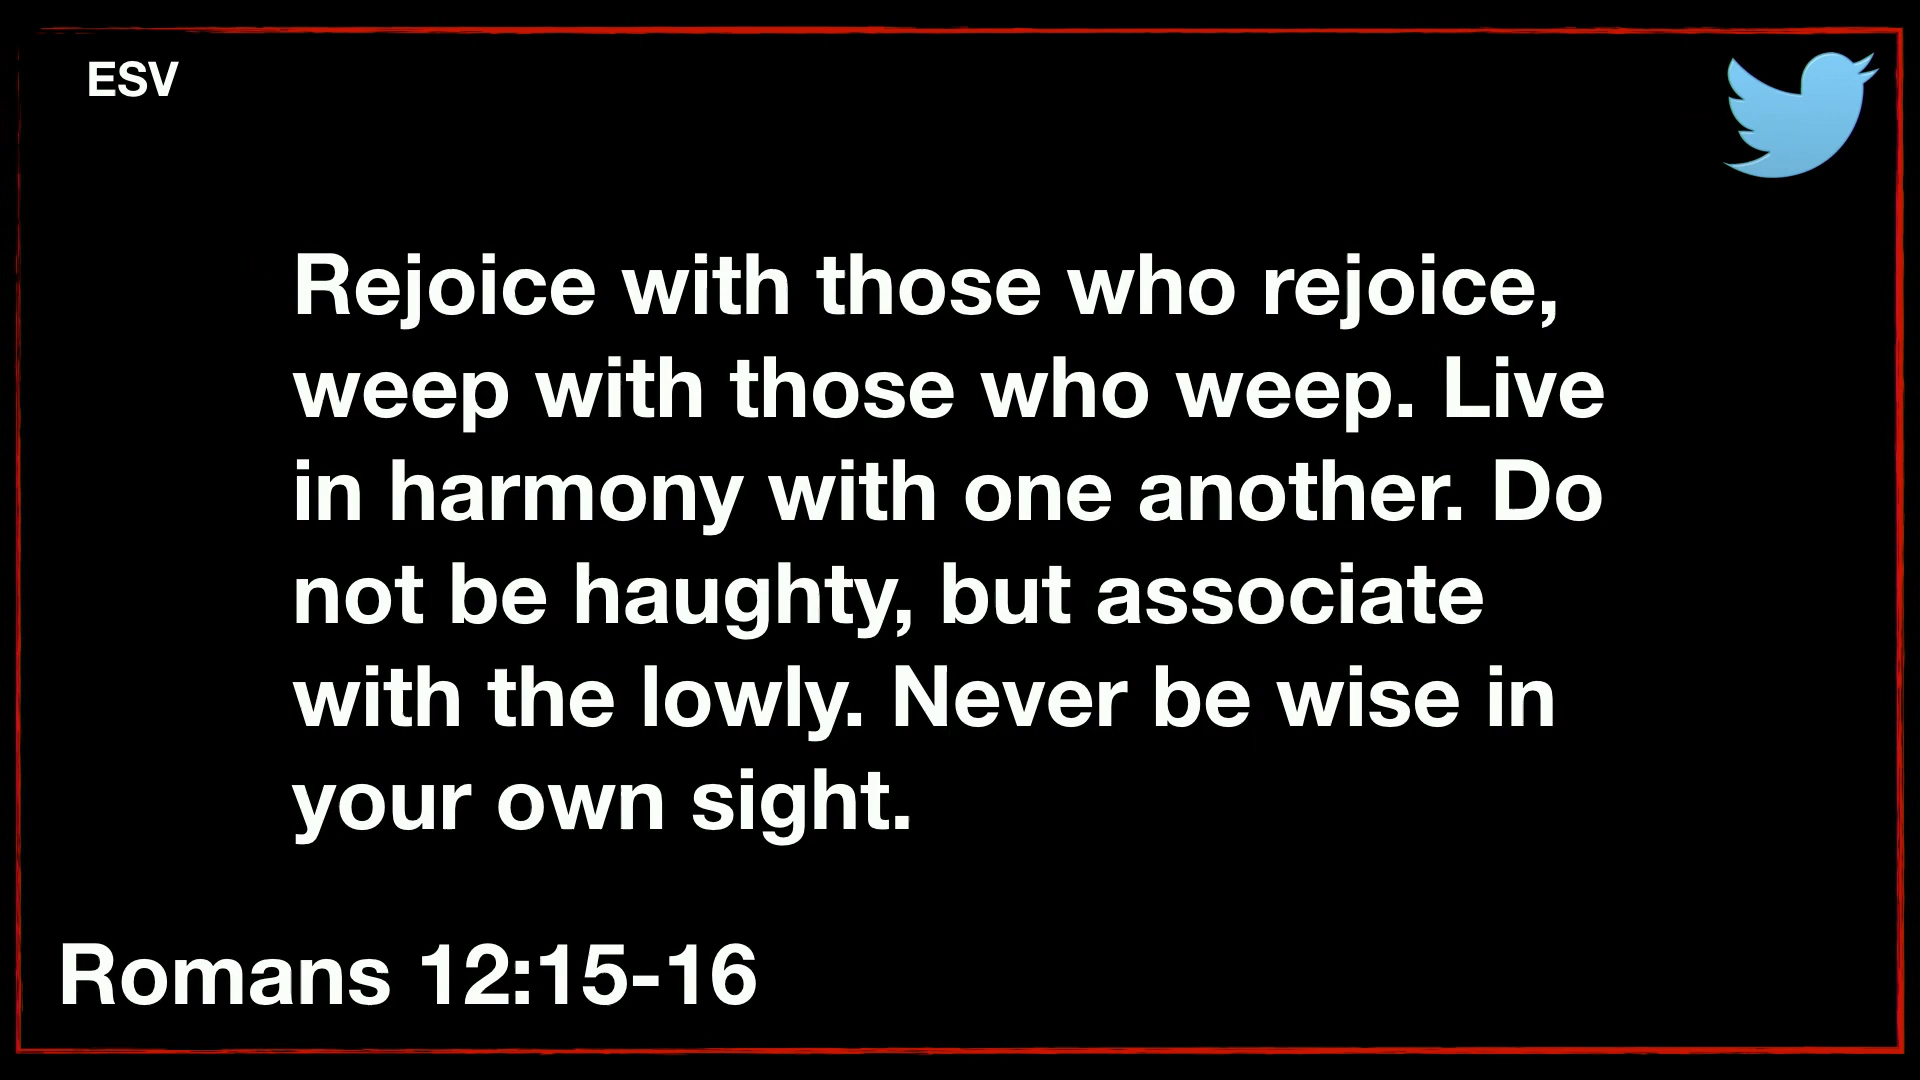 ESV
Rejoice with those who rejoice,
weep with those who weep. Live
in harmony with one another. Do
not be haughty, but associate
with the lowly. Never be wise in
your own sight.
Romans 12:15-16